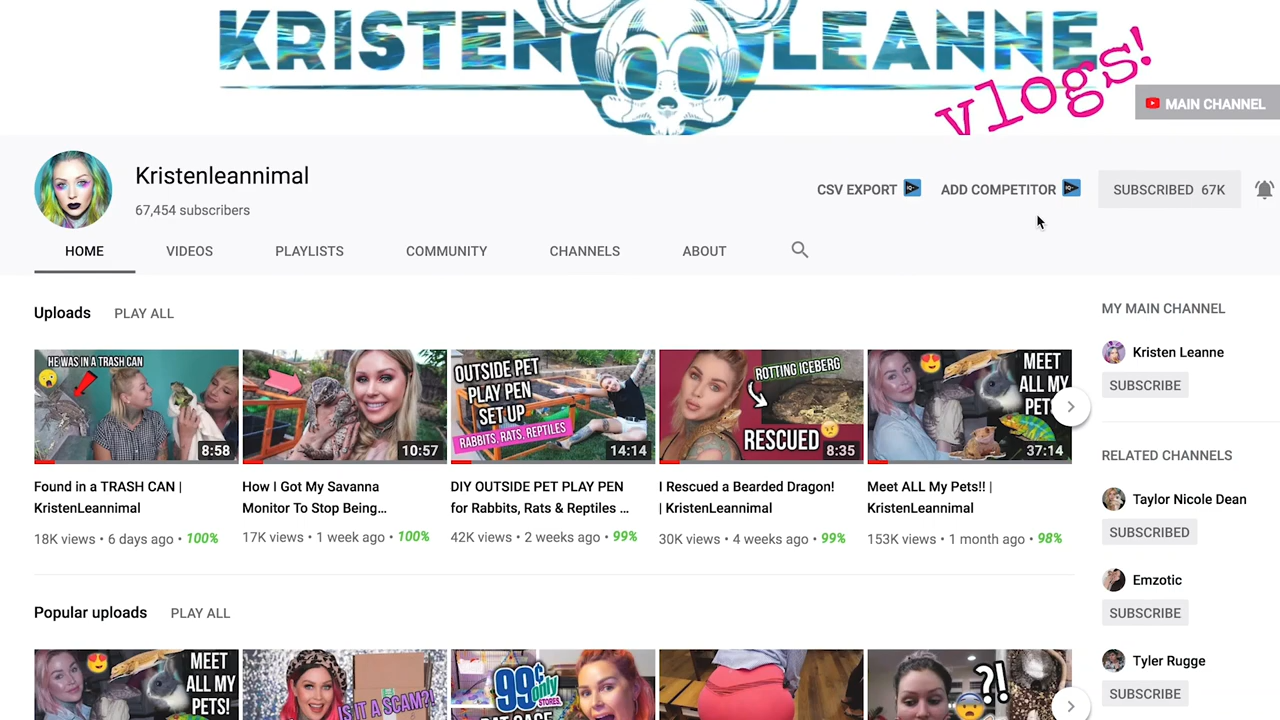 KRISTEN LEANNE
vlogs!
MAIN CHANNEL
Kristenleannimal
67,454 subscribers
CSV EXPORT
ADD COMPETITOR
SUBSCRIBED 67K
HOME
VIDEOS
PLAYLISTS
COMMUNITY
CHANNELS
ABOUT
Uploads PLAY ALL
HE WAS IN A TRASH CAN
8:58
Found in a TRASH CAN |
KristenLeannimal
18K views • 6 days ago • 100%
10:57
How I Got My Savanna
Monitor To Stop Being...
17K views • 1 week ago • 100%
OUTSIDE PET
PLAY PEN
SET UP
RABBITS, RATS, REPTILES
14:14
DIY OUTSIDE PET PLAY PEN
for Rabbits, Rats & Reptiles ...
42K views • 2 weeks ago • 99%
ROTTING ICEBERG
RESCUED
8:35
I Rescued a Bearded Dragon!
| KristenLeannimal
30K views • 4 weeks ago • 99%
MEET
ALL MY
PETS
37:14
Meet ALL My Pets!! |
KristenLeannimal
153K views • 1 month ago • 98%
Popular uploads PLAY ALL
MEET
ALL MY
PETS!
IS IT A SCAM?!
99¢ only
STORES
?!
MY MAIN CHANNEL
Kristen Leanne
SUBSCRIBE
RELATED CHANNELS
Taylor Nicole Dean
SUBSCRIBED
Emzotic
SUBSCRIBE
Tyler Rugge
SUBSCRIBE